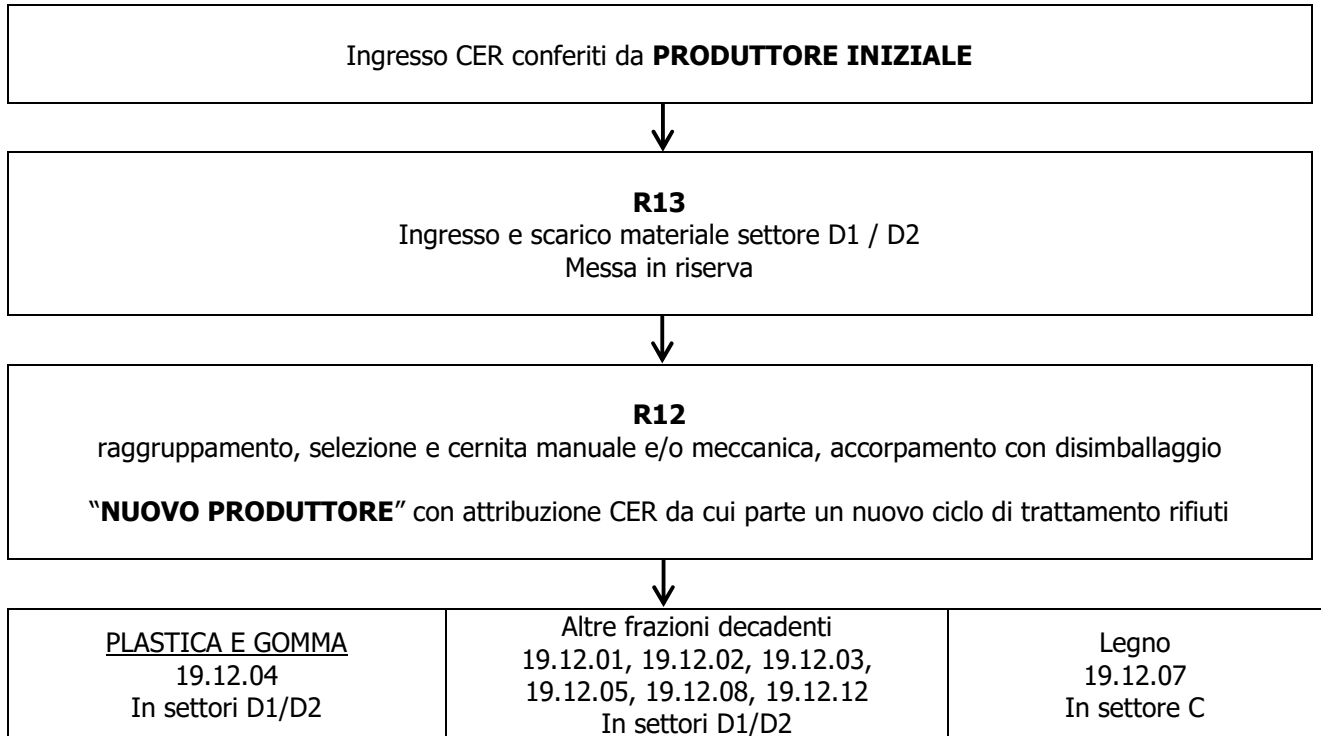 Ingresso CER conferiti da PRODUTTORE INIZIALE
R13
Ingresso e scarico materiale settore D1 / D2
Messa in riserva
R12
raggruppamento, selezione e cernita manuale e/o meccanica, accorpamento con disimballaggio
“NUOVO PRODUTTORE” con attribuzione CER da cui parte un nuovo ciclo di trattamento rifiuti
PLASTICA E GOMMA
19.12.04
In settori D1/D2
Altre frazioni decadenti
19.12.01, 19.12.02, 19.12.03,
19.12.05, 19.12.08, 19.12.12
In settori D1/D2
Legno
19.12.07
In settore C